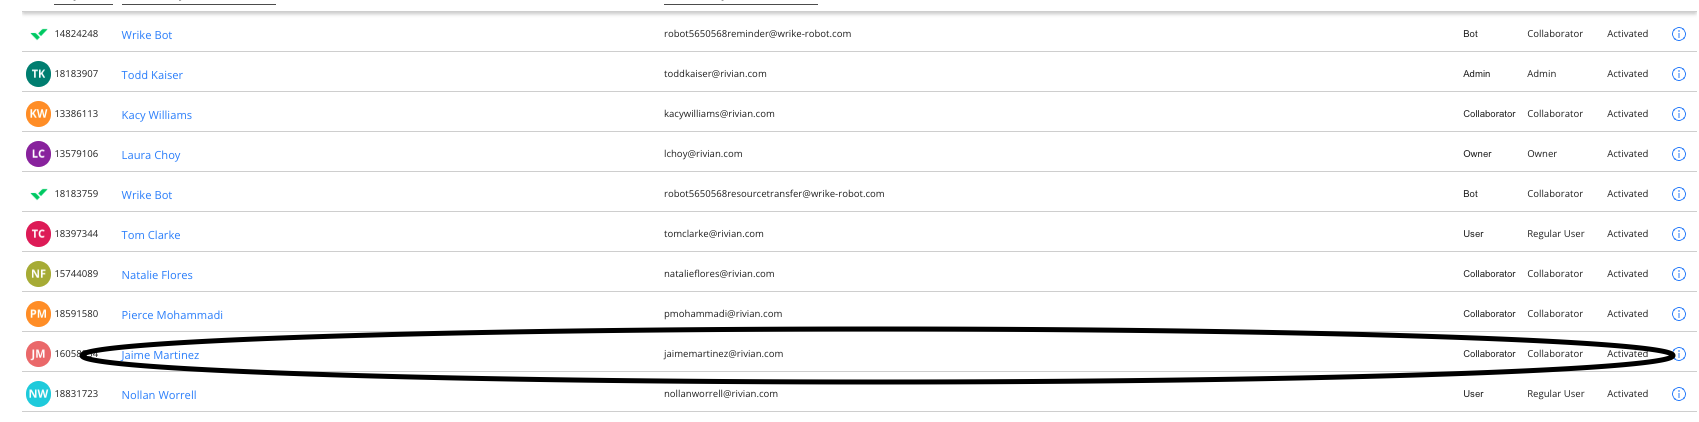 14824248 Wrike Bot robot5650568reminder@wrike-robot.com Bot Collaborator Activated
TK 18183907 Todd Kaiser toddkaiser@rivian.com Admin Admin Activated
KW 13386113 Kacy Williams kacywilliams@rivian.com Collaborator Collaborator Activated
LC 13579106 Laura Choy lchoy@rivian.com Owner Owner Activated
18183759 Wrike Bot robot5650568resourcetransfer@wrike-robot.com Bot Collaborator Activated
TC 18397344 Tom Clarke tomclarke@rivian.com User Regular User Activated
NF 15744089 Natalie Flores natalieflores@rivian.com Collaborator Collaborator Activated
PM 18591580 Pierce Mohammadi pmohammadi@rivian.com Collaborator Collaborator Activated
JM Jaime Martinez jaimemartinez@rivian.com Collaborator Collaborator Activated
NW 18831723 Nollan Worrell nollanworrell@rivian.com User Regular User Activated